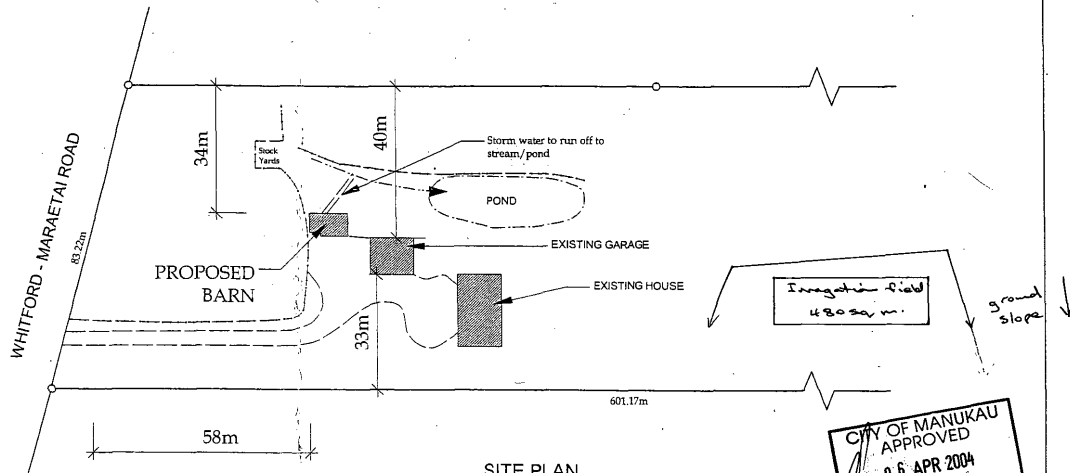 WHITFORD - MARAETAI ROAD
83.22m
34m
40m
Stock
Yards
Storm water to run off to
stream/pond
POND
PROPOSED
BARN
EXISTING GARAGE
EXISTING HOUSE
33m
Irragation field
480 sq m.
ground
slope
601.17m
58m
SITE PLAN
CITY OF MANUKAU
APPROVED
06 APR 2004